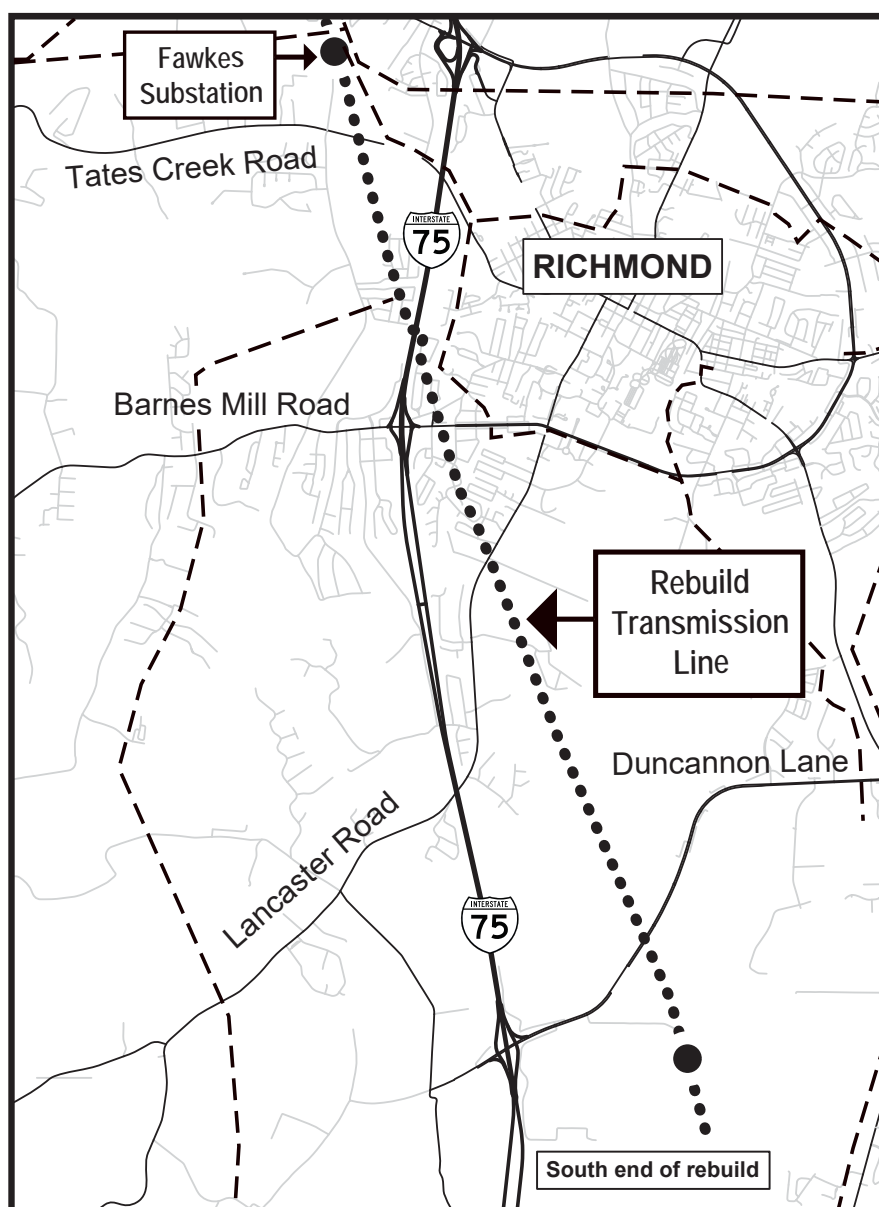 Fawkes
Substation
Tates Creek Road
INTERSTATE
75
RICHMOND
Barnes Mill Road
Rebuild
Transmission
Line
Duncannon Lane
Lancaster Road
INTERSTATE
75
South end of rebuild